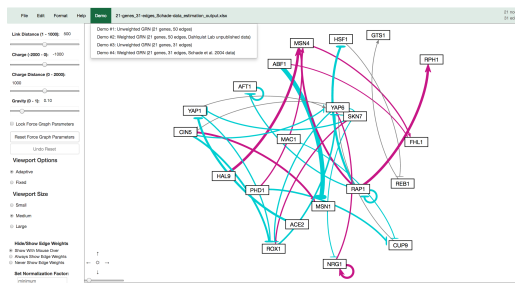 File Edit Format Help Demo 21-genes_31-edges_Schade-data_estimation_output.xlsx
Demo #1: Unweighted GRN (21 genes, 50 edges)
Demo #2: Weighted GRN (21 genes, 50 edges, Dahlquist Lab unpublished data)
Demo #3: Unweighted GRN (21 genes, 31 edges)
Demo #4: Weighted GRN (21 genes, 31 edges, Schade et al. 2004 data)
Link Distance (1 - 1000): 600
Charge (-2000 - 0): -1000
Charge Distance (0 - 2000):
1000
Gravity (0 - 1): 0.10
Lock Force Graph Parameters
Reset Force Graph Parameters
Undo Reset
Viewport Options
Adaptive
Fixed
Viewport Size
Small
Medium
Large
Hide/Show Edge Weights
Show With Mouse Over
Always Show Edge Weights
Never Show Edge Weights
Set Normalization Factor:
minimum
HSF1
GTS1
MSN4
RPH1
ABF1
AFT1
YAP1
YAP6
SKN7
CIN5
MAC1
FHL1
HAL9
PHD1
RAP1
REB1
MSN1
ACE2
ROX1
CUP9
NRG1